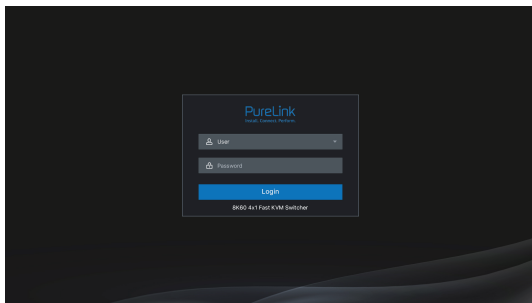 PureLink
Install. Connect. Perform.
User
Password
Login
8K60 4x1 Fast KVM Switcher